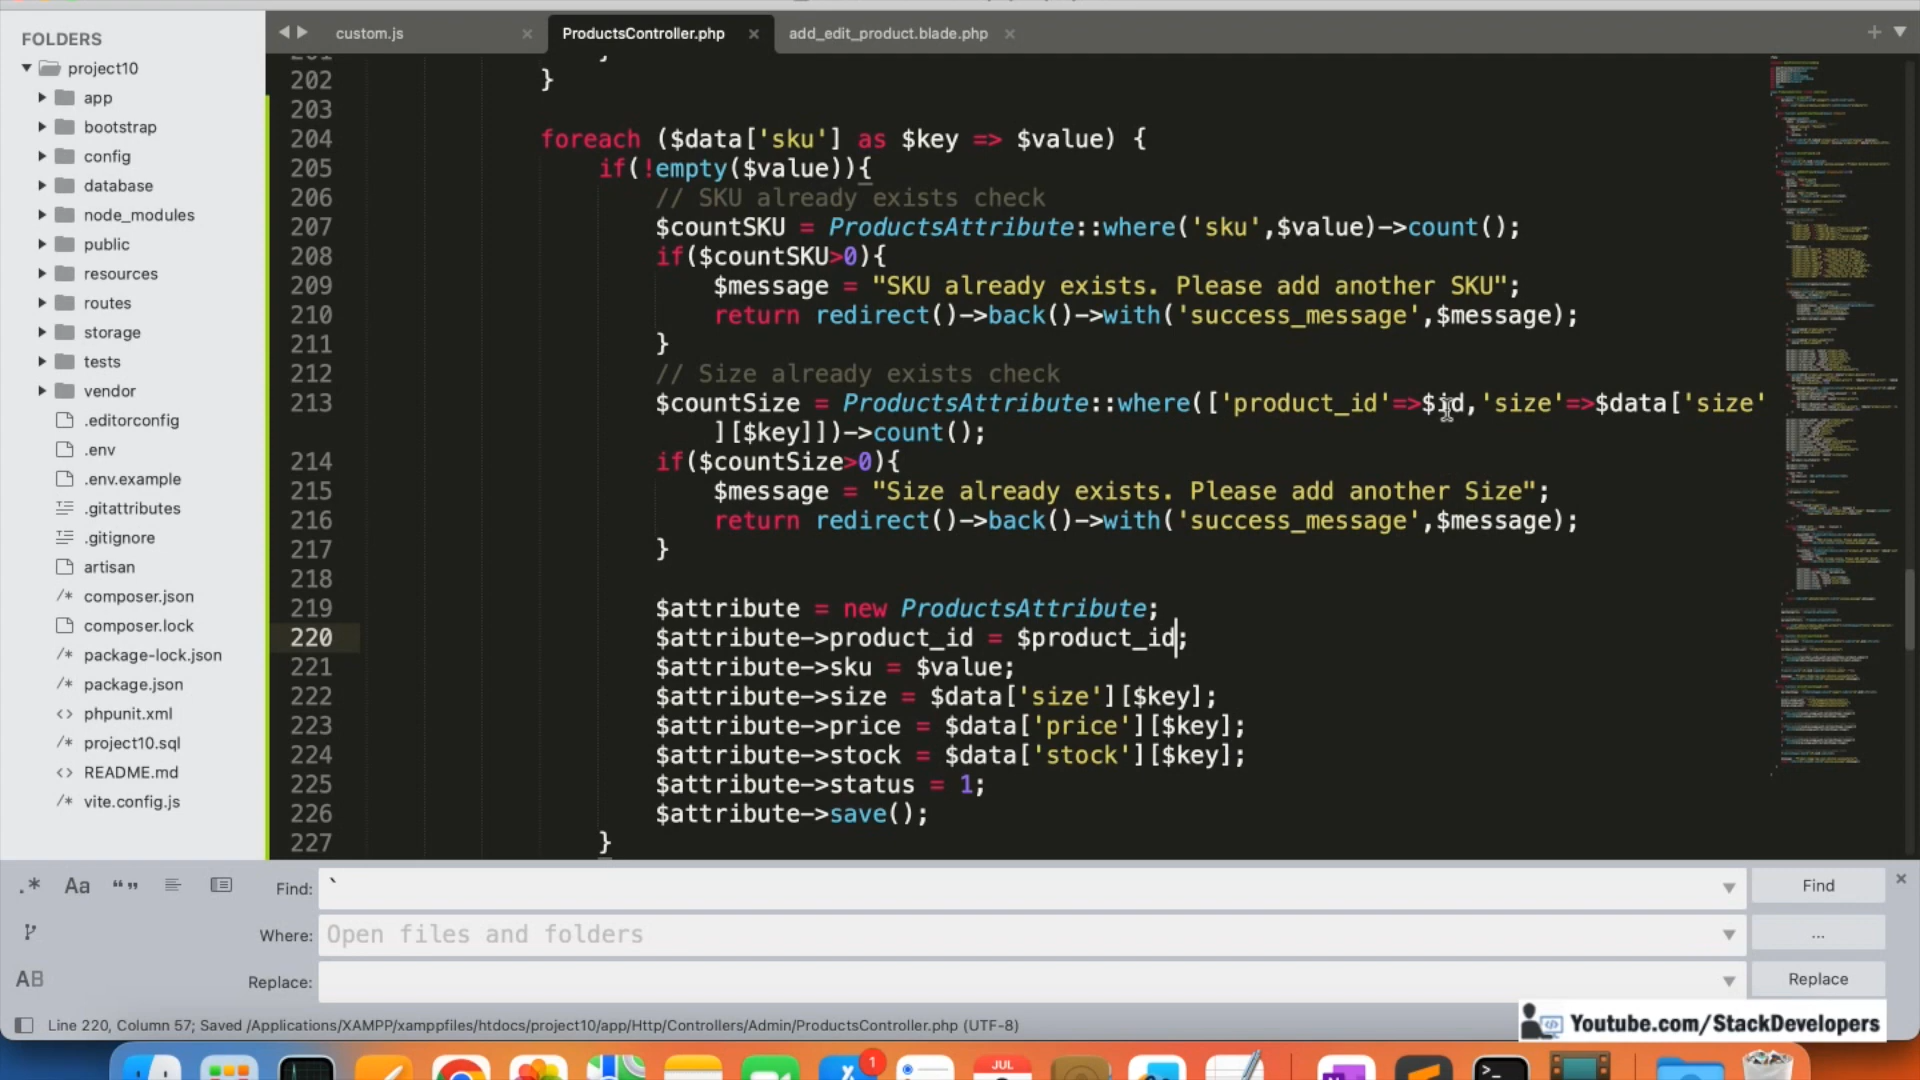 FOLDERS
project10
app
bootstrap
config
database
node_modules
public
resources
routes
storage
tests
vendor
.editorconfig
.env
.env.example
.gitattributes
.gitignore
artisan
/* composer.json
composer.lock
/* package-lock.json
/* package.json
<> phpunit.xml
/* project10.sql
<> README.md
/* vite.config.js
custom.js ×
ProductsController.php ×
add_edit_product.blade.php ×
202 }
203
204 foreach ($data['sku'] as $key => $value) {
205 if(!empty($value)){
206 // SKU already exists check
207 $countSKU = ProductsAttribute::where('sku',$value)->count();
208 if($countSKU>0){
209 $message = "SKU already exists. Please add another SKU";
210 return redirect()->back()->with('success_message',$message);
211 }
212 // Size already exists check
213 $countSize = ProductsAttribute::where(['product_id'=>$id,'size'=>$data['size'
][$key]])->count();
214 if($countSize>0){
215 $message = "Size already exists. Please add another Size";
216 return redirect()->back()->with('success_message',$message);
217 }
218
219 $attribute = new ProductsAttribute;
220 $attribute->product_id = $product_id;
221 $attribute->sku = $value;
222 $attribute->size = $data['size'][$key];
223 $attribute->price = $data['price'][$key];
224 $attribute->stock = $data['stock'][$key];
225 $attribute->status = 1;
226 $attribute->save();
227 }
.* Aa “” Find: ` Find
Where: Open files and folders ...
AB Replace: Replace
Line 220, Column 57; Saved /Applications/XAMPP/xamppfiles/htdocs/project10/app/Http/Controllers/Admin/ProductsController.php (UTF-8)
Youtube.com/StackDevelopers
1
JUL